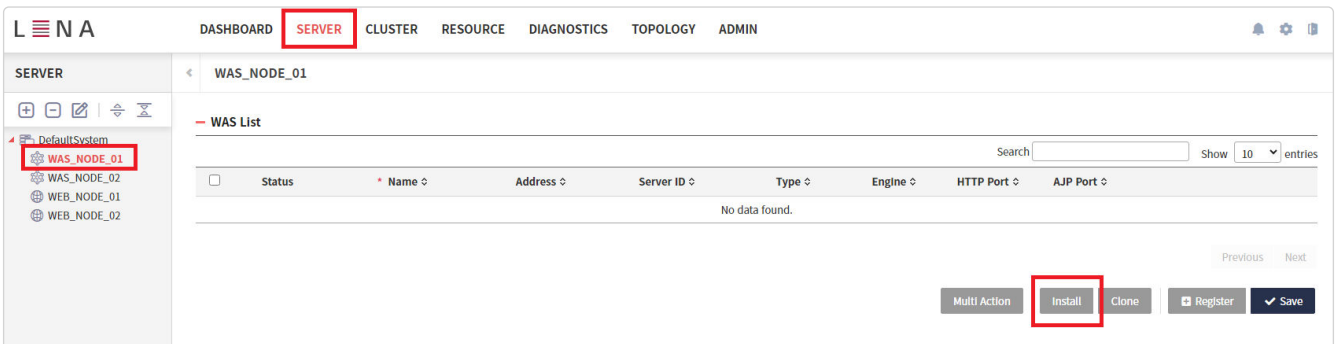 LENA
DASHBOARD SERVER CLUSTER RESOURCE DIAGNOSTICS TOPOLOGY ADMIN
SERVER
WAS_NODE_01
DefaultSystem
WAS_NODE_01
WAS_NODE_02
WEB_NODE_01
WEB_NODE_02
WAS List
Search Show 10 entries
Status * Name Address Server ID Type Engine HTTP Port AJP Port
No data found.
Previous Next
Multi Action Install Clone Register Save